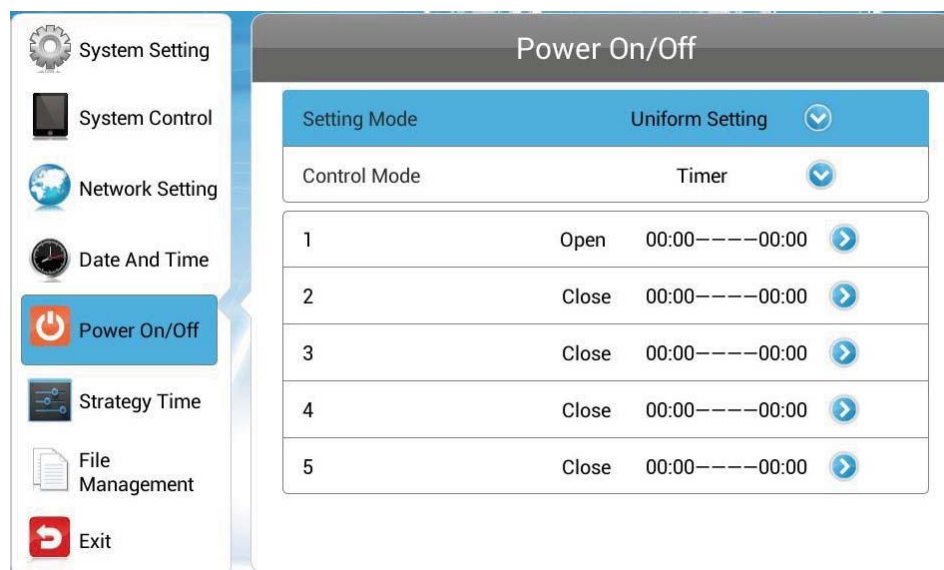 System Setting
System Control
Network Setting
Date And Time
Power On/Off
Strategy Time
File
Management
Exit
Power On/Off
Setting Mode Uniform Setting
Control Mode Timer
1 Open 00:00----00:00
2 Close 00:00----00:00
3 Close 00:00----00:00
4 Close 00:00----00:00
5 Close 00:00----00:00